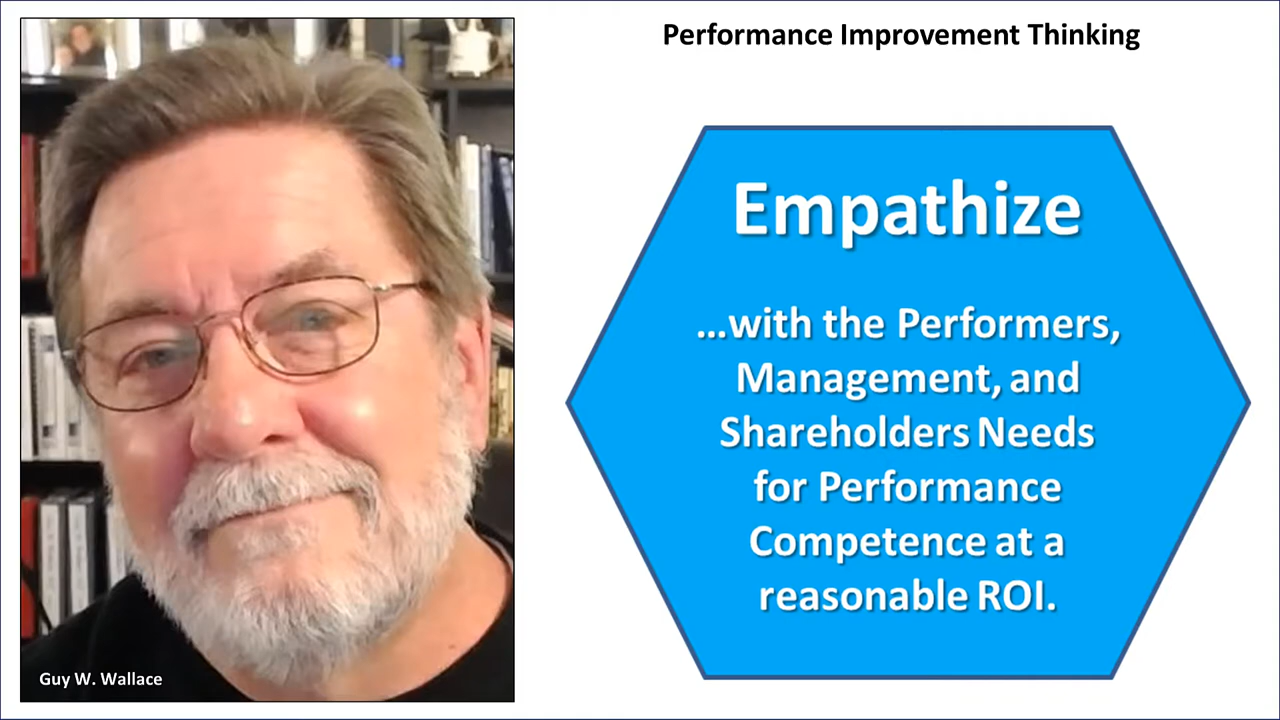 Performance Improvement Thinking
Empathize
…with the Performers,
Management, and
Shareholders Needs
for Performance
Competence at a
reasonable ROI.
Guy W. Wallace